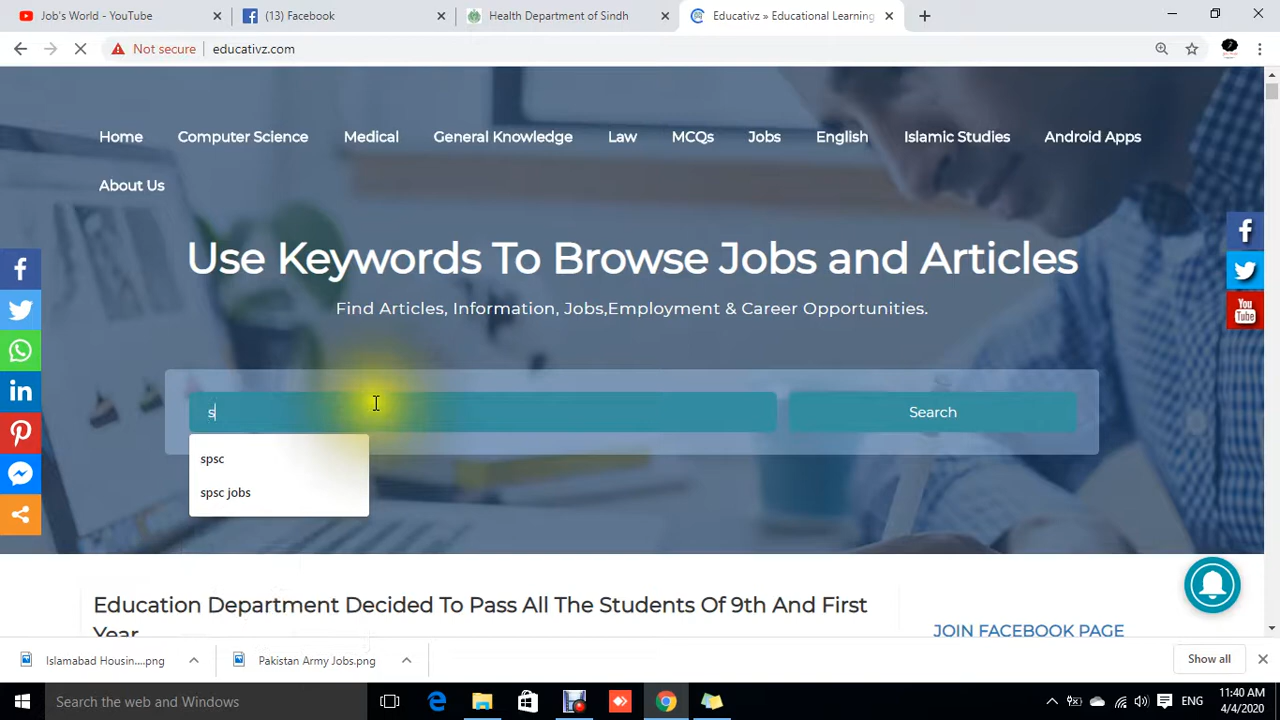 Job's World - YouTube
(13) Facebook
Health Department of Sindh
Educativz » Educational Learning
Not secure
educativz.com
Home
Computer Science
Medical
General Knowledge
Law
MCQs
Jobs
English
Islamic Studies
Android Apps
About Us
Use Keywords To Browse Jobs and Articles
Find Articles, Information, Jobs,Employment & Career Opportunities.
s
Search
spsc
spsc jobs
You Tube
Education Department Decided To Pass All The Students Of 9th And First
Year
JOIN FACEBOOK PAGE
Islamabad Housin....png
Pakistan Army Jobs.png
Show all
Search the web and Windows
ENG
11:40 AM
4/4/2020